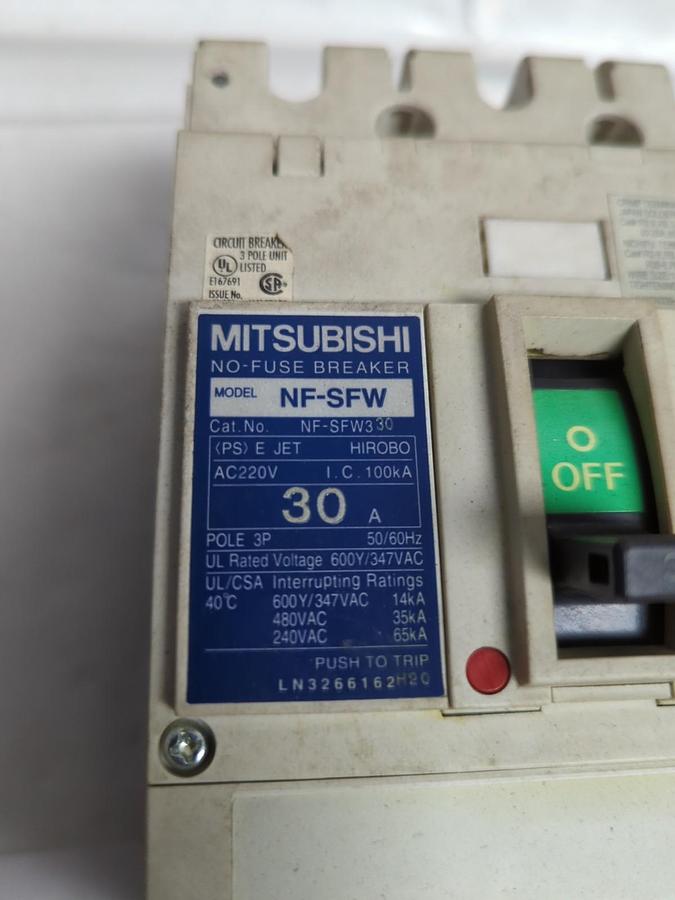 CIRCUIT BREAKER
3 POLE UNIT
UL LISTED
E167691
SA
ISSUE No.
MITSUBISHI
NO-FUSE BREAKER
MODEL NF-SFW
Cat.No. NF-SFW330
〈PS〉E JET HIROBO
AC220V I.C.100kA
30 A
POLE 3P 50/60Hz
UL Rated Voltage 600Y/347VAC
UL/CSA Interrupting Ratings
40℃ 600Y/347VAC 14kA
480VAC 35kA
240VAC 65kA
PUSH TO TRIP
LN3266162H20
O
OFF